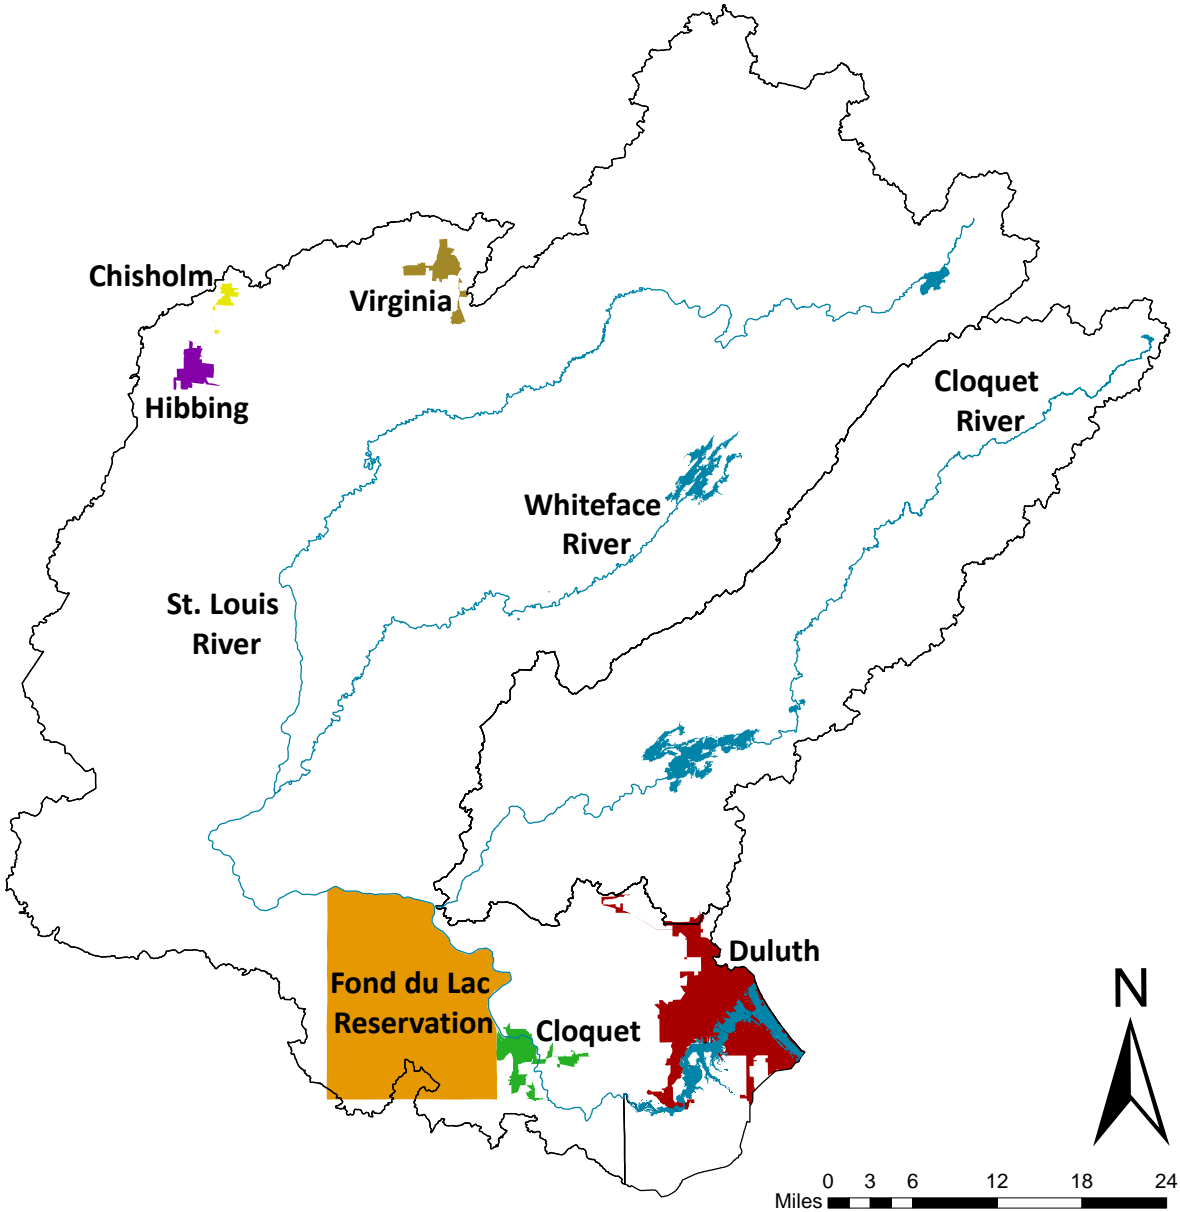 Chisholm
Virginia
Hibbing
Cloquet
River
Whiteface
River
St. Louis
River
Duluth
Fond du Lac
Reservation
Cloquet
N
0 3 6 12 18 24
Miles